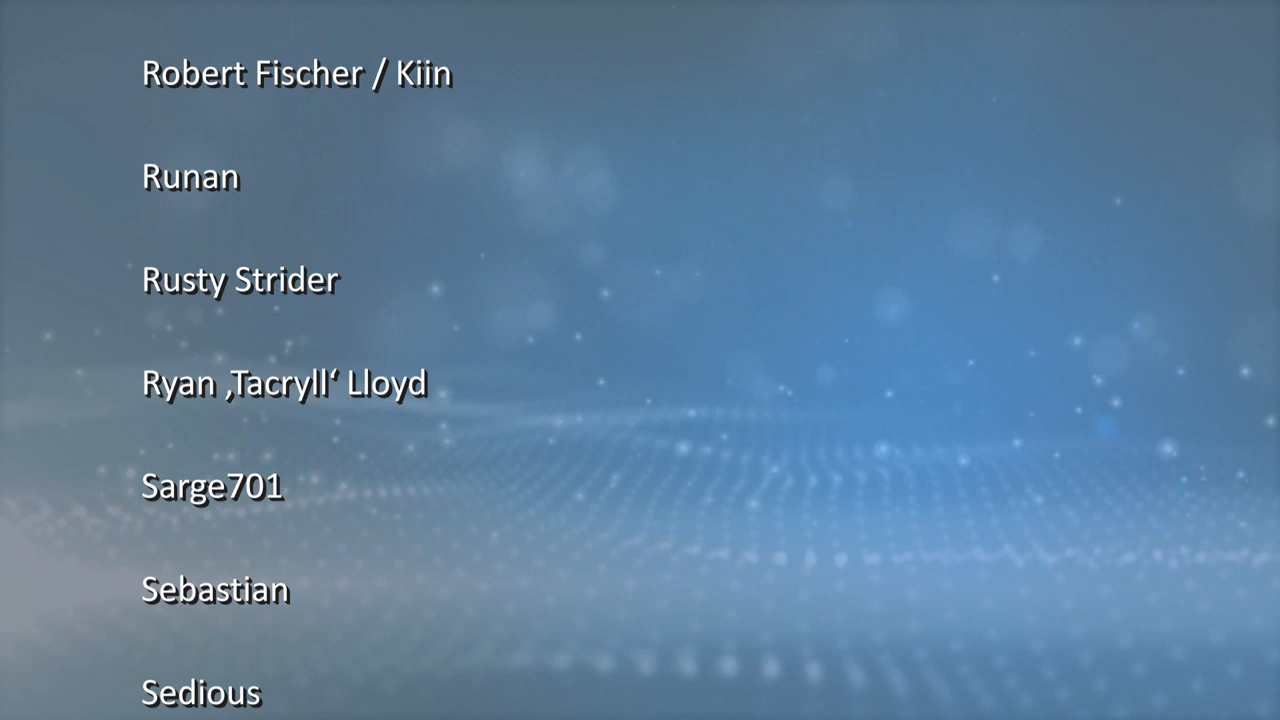 Robert Fischer / Kiin
Runan
Rusty Strider
Ryan ‚Tacryll‘ Lloyd
Sarge701
Sebastian
Sedious